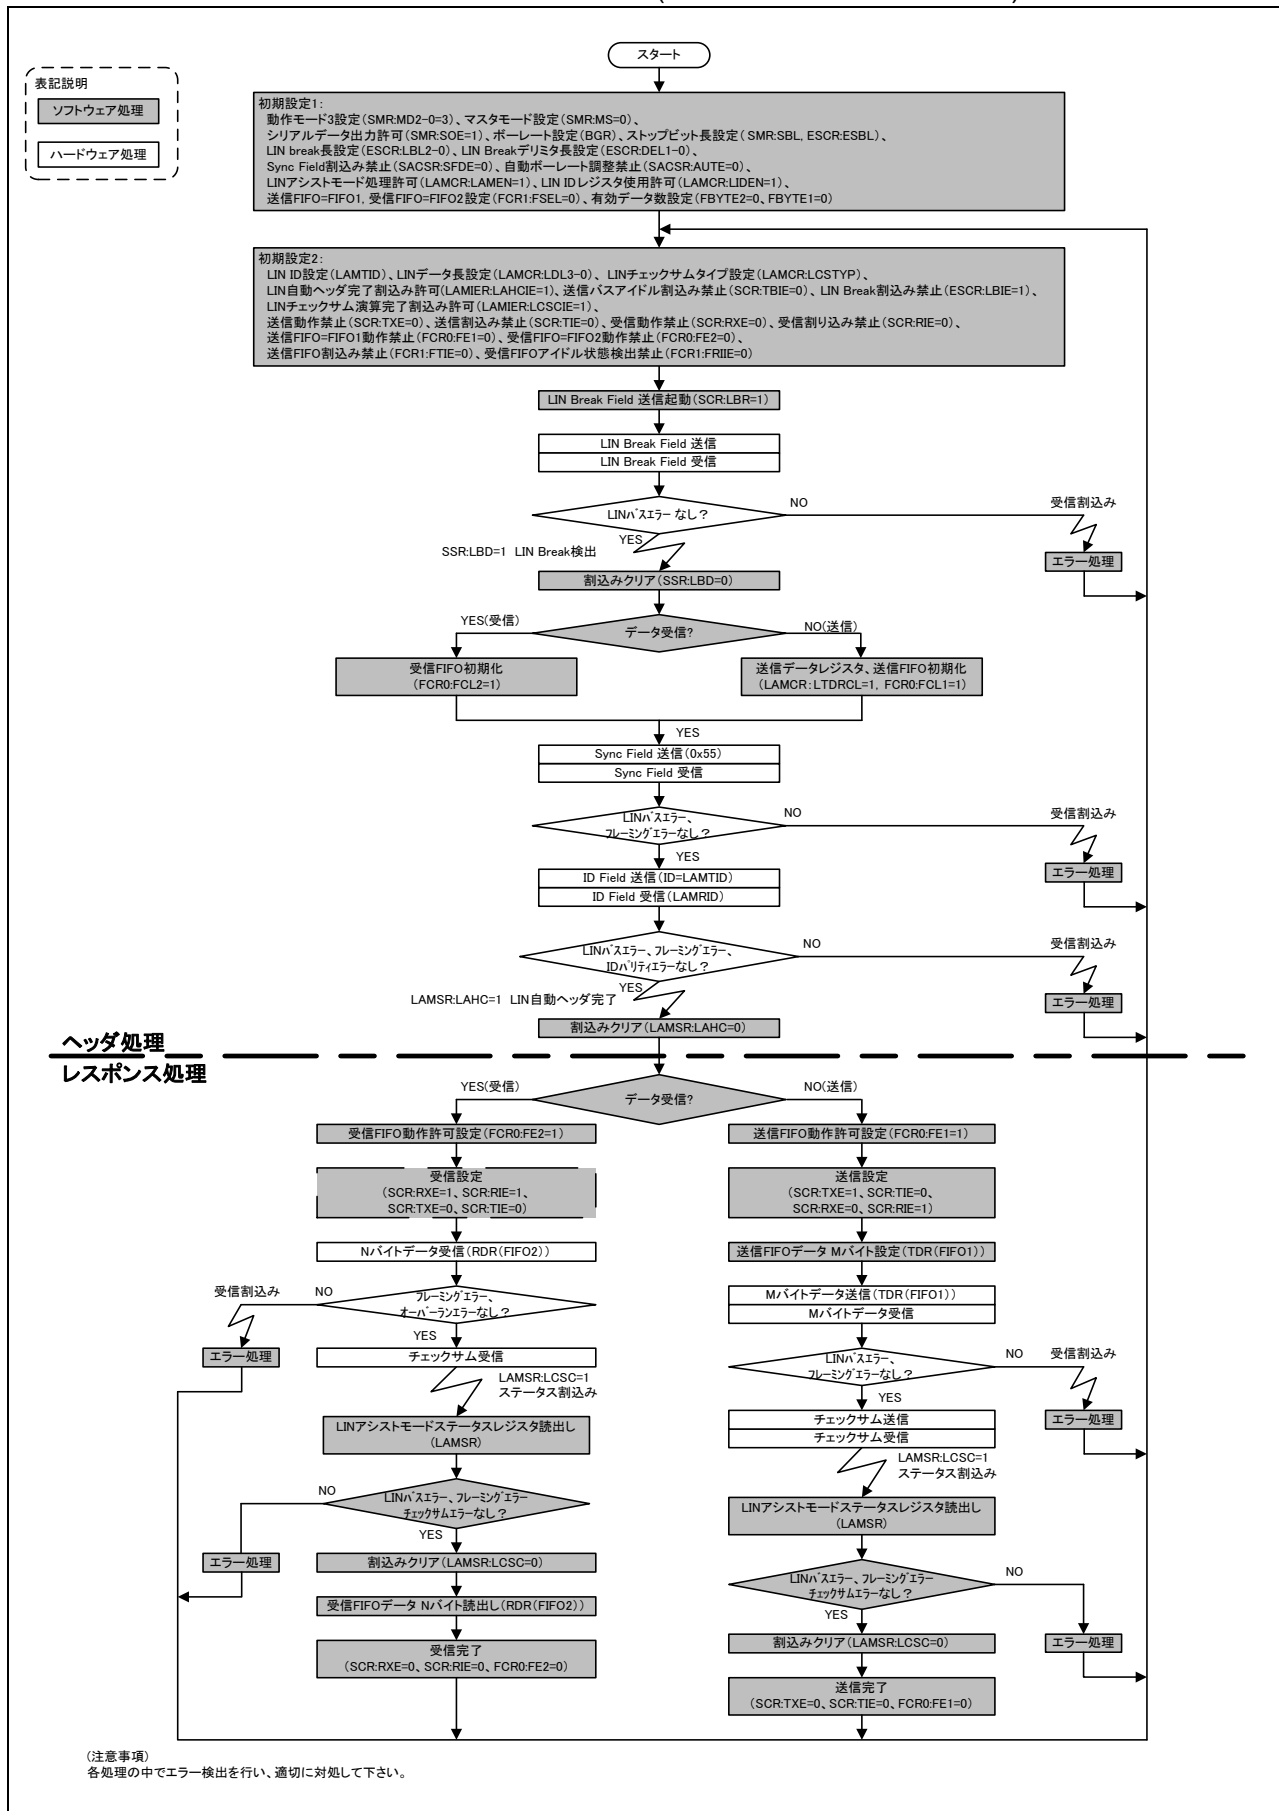 スタート
表記説明
ソフトウェア処理
ハードウェア処理
初期設定1:
動作モード3設定(SMR:MD2-0=3)、マスタモード設定(SMR:MS=0)、
シリアルデータ出力許可(SMR:SOE=1)、ボーレート設定(BGR)、ストップビット長設定( SMR:SBL, ESCR:ESBL)、
LIN break長設定(ESCR:LBL2-0)、LIN Breakデリミタ長設定(ESCR:DEL1-0)、
Sync Field割込み禁止(SACSR:SFDE=0)、自動ボーレート調整禁止(SACSR:AUTE=0)、
LINアシストモード処理許可(LAMCR:LAMEN=1)、LIN IDレジスタ使用許可(LAMCR:LIDEN=1)、
送信FIFO=FIFO1, 受信FIFO=FIFO2設定(FCR1:FSEL=0)、有効データ数設定(FBYTE2=0、FBYTE1=0)
初期設定2:
LIN ID設定(LAMTID)、LINデータ長設定(LAMCR:LDL3-0)、 LINチェックサムタイプ設定(LAMCR:LCSTYP)、
LIN自動ヘッダ完了割込み許可(LAMIER:LAHCIE=1)、送信バスアイドル割込み禁止(SCR:TBIE=0)、LIN Break割込み禁止(ESCR:LBIE=1)、
LINチェックサム演算完了割込み許可(LAMIER:LCSCIE=1)、
送信動作禁止(SCR:TXE=0)、送信割込み禁止(SCR:TIE=0)、受信動作禁止(SCR:RXE=0)、受信割り込み禁止(SCR:RIE=0)、
送信FIFO=FIFO1動作禁止(FCR0:FE1=0)、受信FIFO=FIFO2動作禁止(FCR0:FE2=0)、
送信FIFO割込み禁止(FCR1:FTIE=0)、受信FIFOアイドル状態検出禁止(FCR1:FRIIE=0)
LIN Break Field 送信起動(SCR:LBR=1)
LIN Break Field 送信
LIN Break Field 受信
LINバスエラー なし?
NO
受信割込み
エラー処理
YES
SSR:LBD=1 LIN Break検出
割込みクリア(SSR:LBD=0)
データ受信?
YES(受信)
NO(送信)
受信FIFO初期化
(FCR0:FCL2=1)
送信データレジスタ、送信FIFO初期化
(LAMCR:LTDRCL=1, FCR0:FCL1=1)
YES
Sync Field 送信(0x55)
Sync Field 受信
LINバスエラー、
フレーミングエラーなし?
NO
受信割込み
エラー処理
YES
ID Field 送信(ID=LAMTID)
ID Field 受信(LAMRID)
LINバスエラー、フレーミングエラー、
IDパリティエラーなし?
NO
受信割込み
エラー処理
YES
LAMSR:LAHC=1 LIN自動ヘッダ完了
割込みクリア(LAMSR:LAHC=0)
ヘッダ処理
レスポンス処理
データ受信?
YES(受信)
NO(送信)
受信FIFO動作許可設定(FCR0:FE2=1)
受信設定
(SCR:RXE=1、SCR:RIE=1、
SCR:TXE=0、SCR:TIE=0)
Nバイトデータ受信(RDR(FIFO2))
フレーミングエラー、
オーバーランエラーなし?
NO
受信割込み
エラー処理
YES
チェックサム受信
LAMSR:LCSC=1
ステータス割込み
LINアシストモードステータスレジスタ読出し
(LAMSR)
LINバスエラー、フレーミングエラー
チェックサムエラーなし?
NO
エラー処理
YES
割込みクリア(LAMSR:LCSC=0)
受信FIFOデータ Nバイト読出し(RDR(FIFO2))
受信完了
(SCR:RXE=0、SCR:RIE=0、FCR0:FE2=0)
送信FIFO動作許可設定(FCR0:FE1=1)
送信設定
(SCR:TXE=1、SCR:TIE=0、
SCR:RXE=0、SCR:RIE=1)
送信FIFOデータ Mバイト設定(TDR(FIFO1))
Mバイトデータ送信(TDR(FIFO1))
Mバイトデータ受信
LINバスエラー、
フレーミングエラーなし?
NO
受信割込み
エラー処理
YES
チェックサム送信
チェックサム受信
LAMSR:LCSC=1
ステータス割込み
LINアシストモードステータスレジスタ読出し
(LAMSR)
LINバスエラー、フレーミングエラー
チェックサムエラーなし?
NO
エラー処理
YES
割込みクリア(LAMSR:LCSC=0)
送信完了
(SCR:TXE=0、SCR:TIE=0、FCR0:FE1=0)
(注意事項)
各処理の中でエラー検出を行い、適切に対処して下さい。